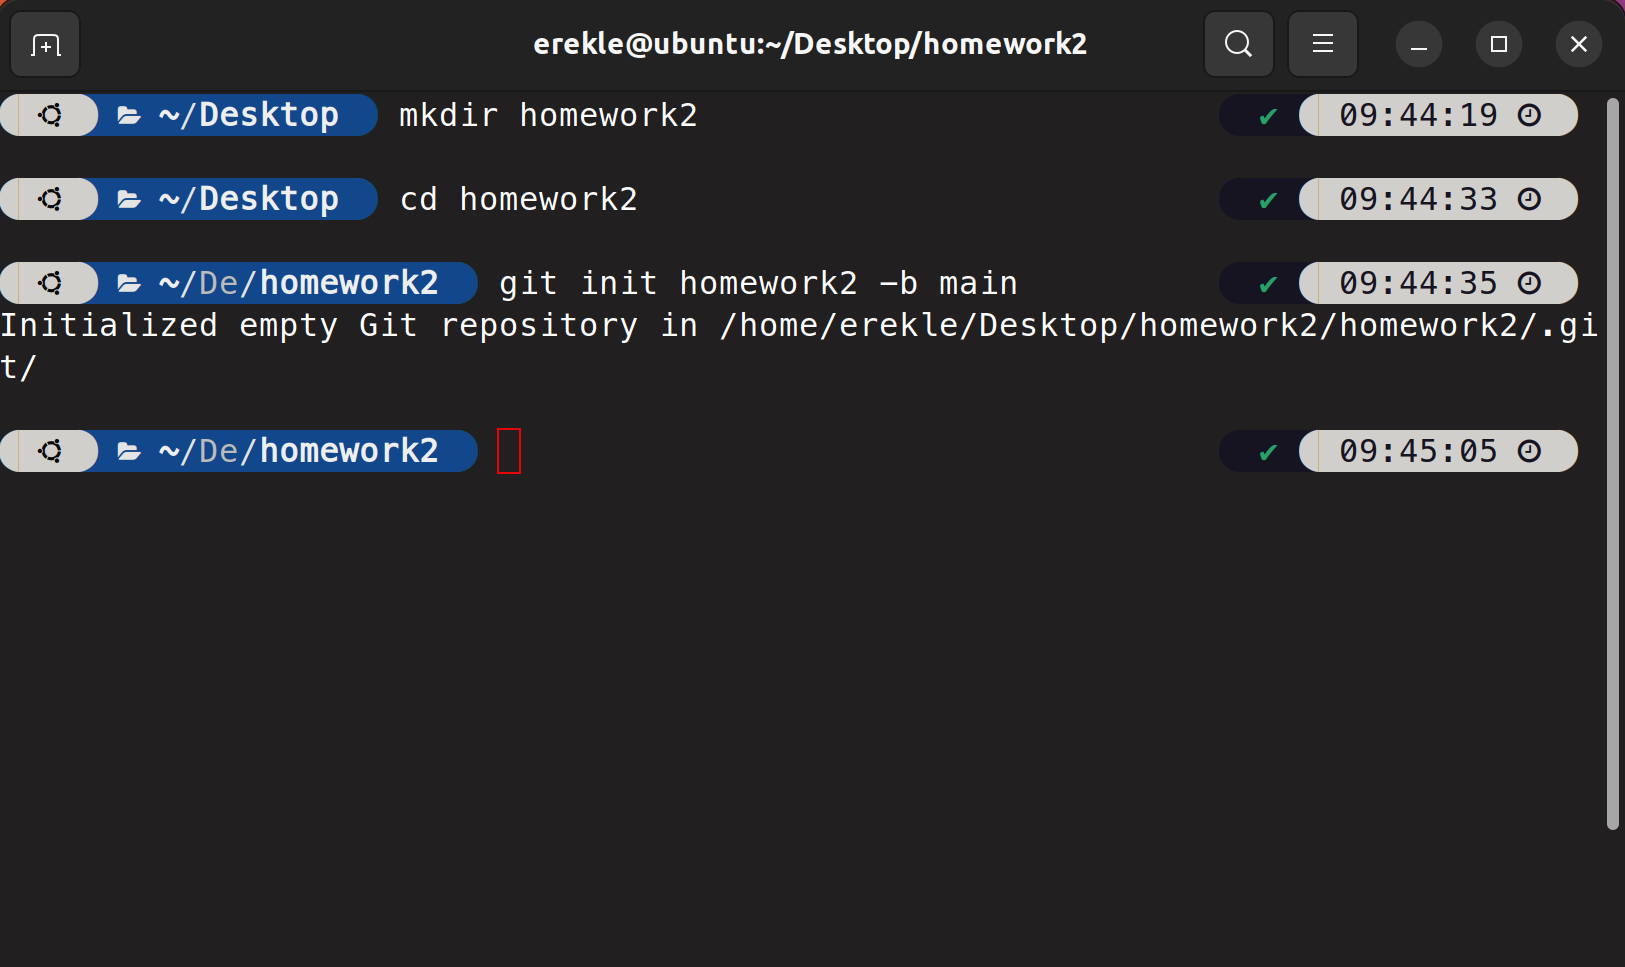 erekle@ubuntu:~/Desktop/homework2
~/Desktop mkdir homework2 ✔ 09:44:19
~/Desktop cd homework2 ✔ 09:44:33
~/De/homework2 git init homework2 -b main ✔ 09:44:35
Initialized empty Git repository in /home/erekle/Desktop/homework2/homework2/.gi
t/
~/De/homework2 ✔ 09:45:05